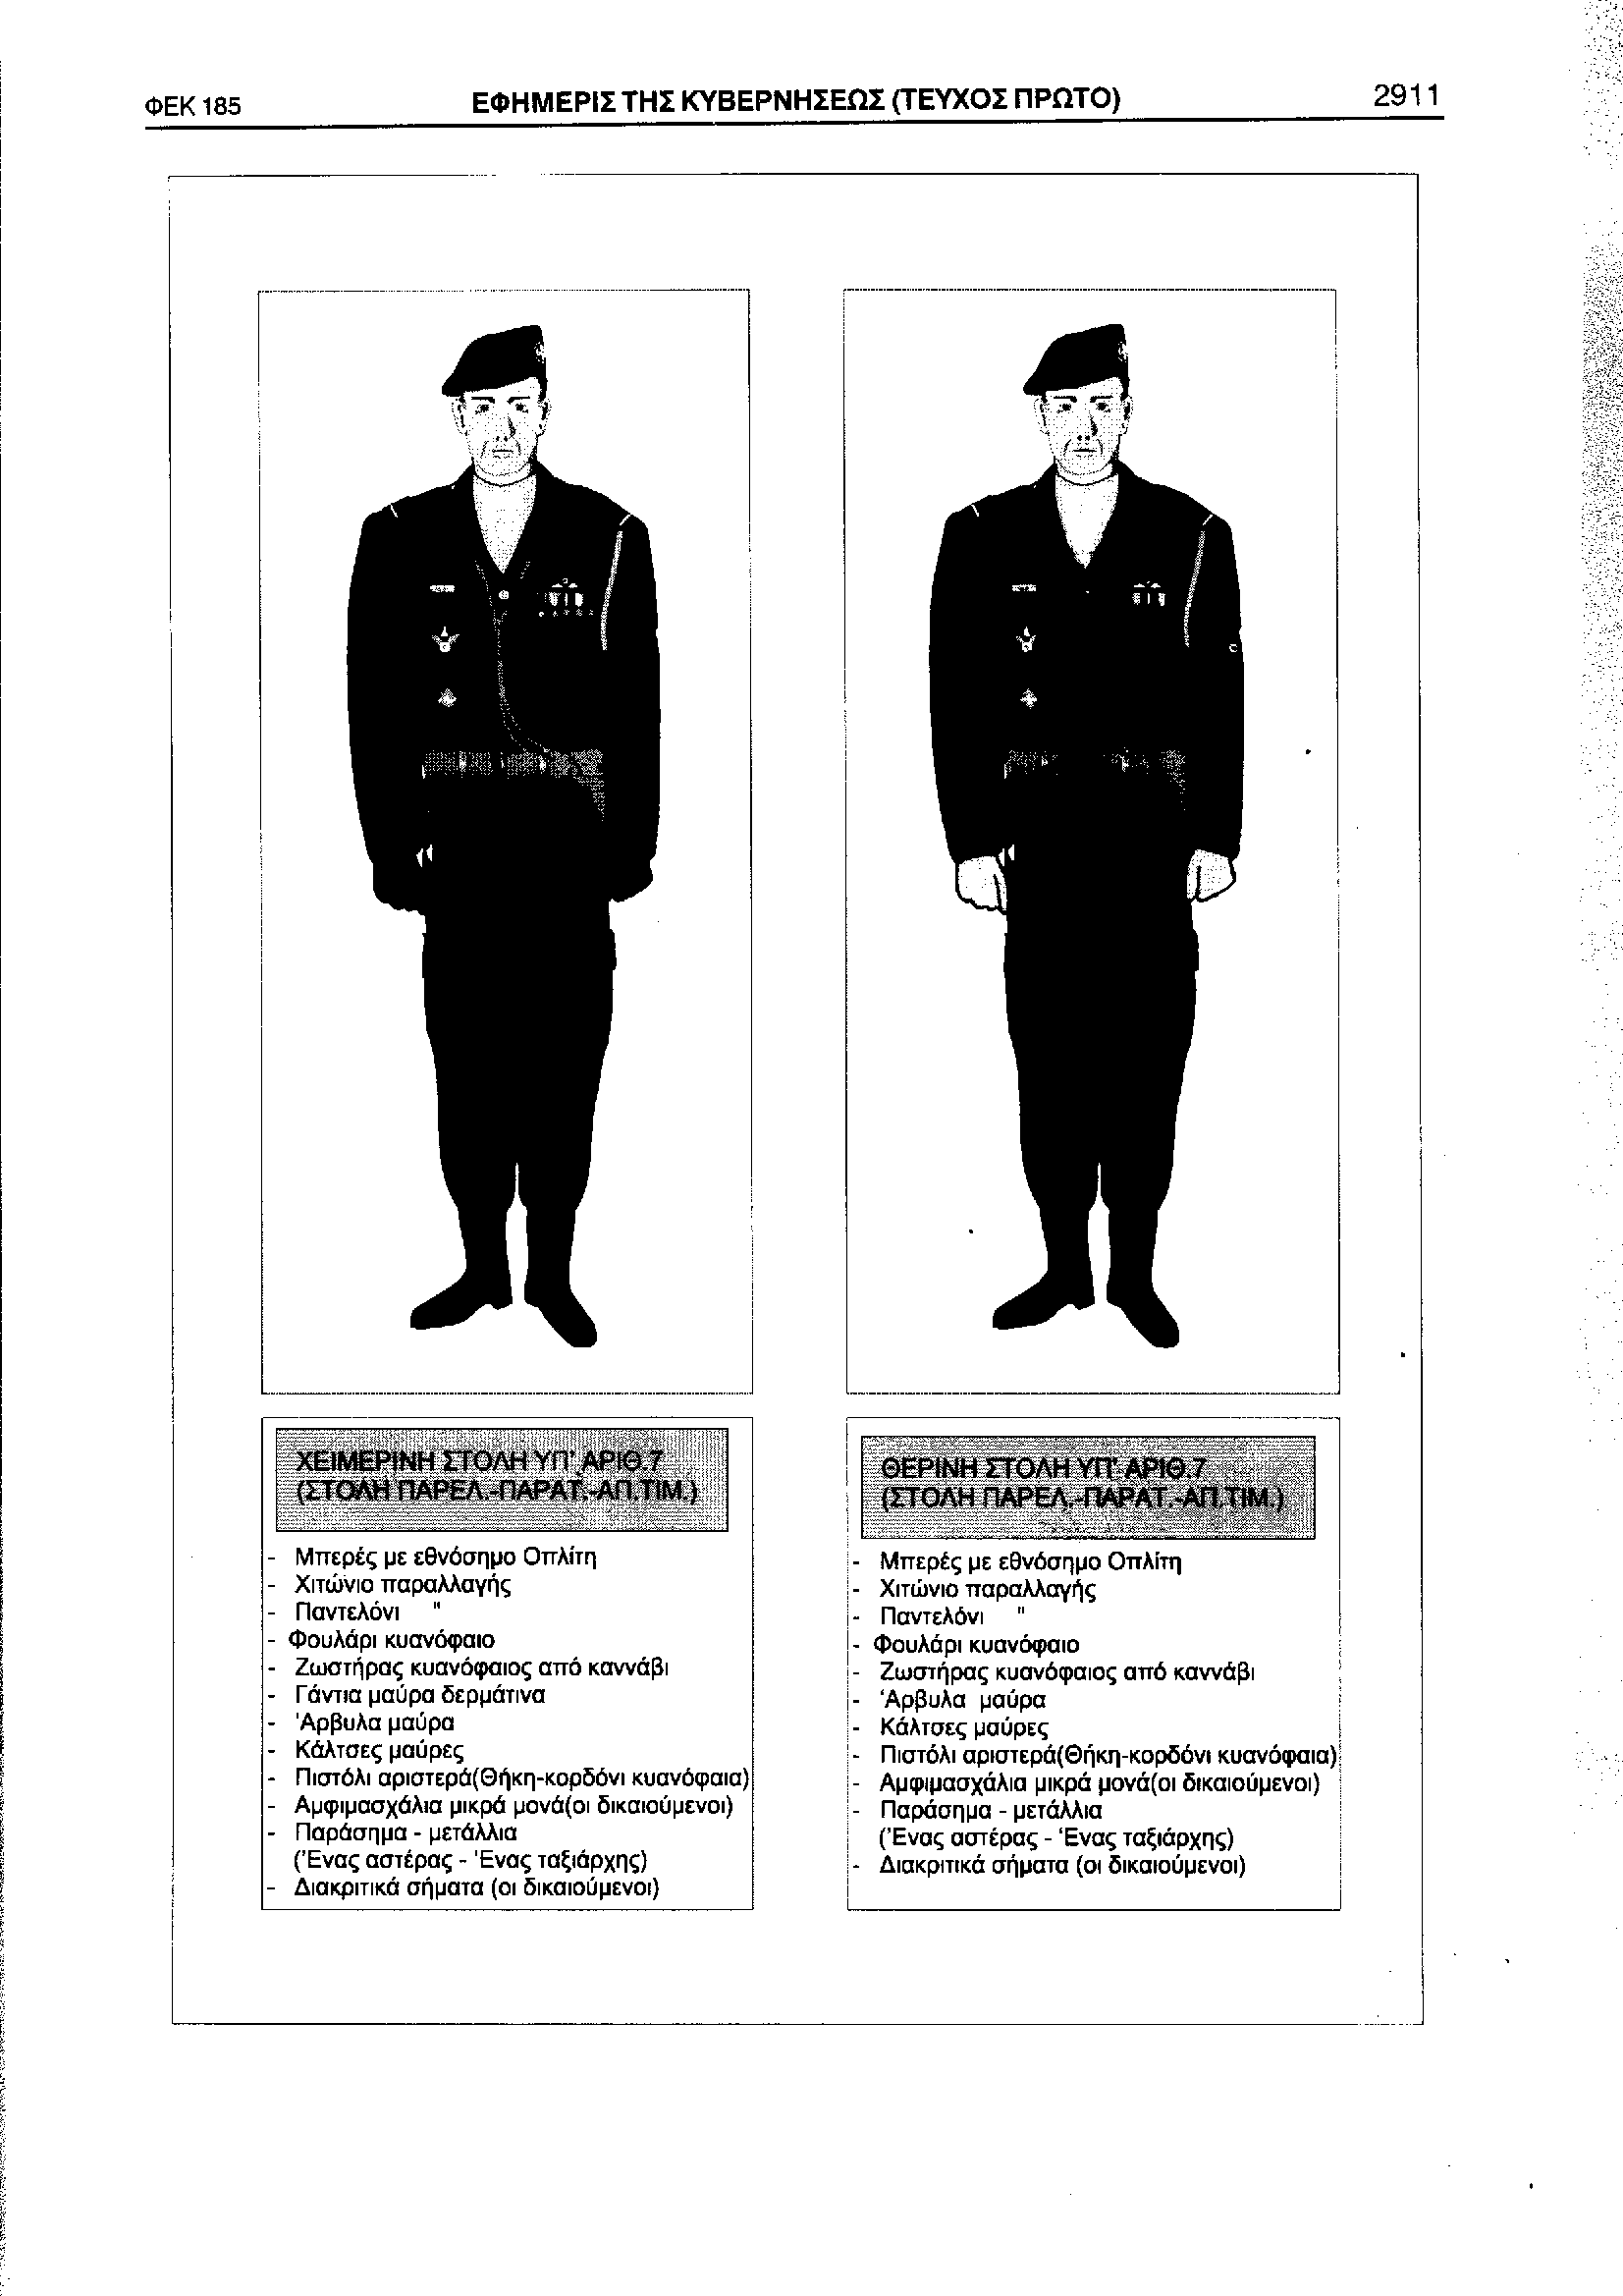 ΦΕΚ 185
ΕΦΗΜΕΡΙΣ ΤΗΣ ΚΥΒΕΡΝΗΣΕΩΣ (ΤΕΥΧΟΣ ΠΡΩΤΟ)
2911
ΧΕΙΜΕΡΙΝΗ ΣΤΟΛΗ ΥΠ'.ΑΡΙΘ.7
(ΣΤΟΛΗ ΠΑΡΕΛ.-ΠΑΡΑΤ.-ΑΠ.ΤΙΜ.)
- Μπερές με εθνόσημο Οπλίτη
- Χιτώνιο παραλλαγής
- Παντελόνι "
- Φουλάρι κυανόφαιο
- Ζωστήρας κυανόφαιος από καννάβι
- Γάντια μαύρα δερμάτινα
- 'Αρβυλα μαύρα
- Κάλτσες μαύρες
- Πιστόλι αριστερά(Θήκη-κορδόνι κυανόφαια)
- Αμφιμασχάλια μικρά μονά(οι δικαιούμενοι)
- Παράσημα - μετάλλια
('Ενας αστέρας - 'Ενας ταξιάρχης)
- Διακριτικά σήματα (οι δικαιούμενοι)
ΘΕΡΙΝΗ ΣΤΟΛΗ ΥΠ' ΑΡΙΘ.7
(ΣΤΟΛΗ ΠΑΡΕΛ.-ΠΑΡΑΤ.-ΑΠ.ΤΙΜ.)
- Μπερές με εθνόσημο Οπλίτη
- Χιτώνιο παραλλαγής
- Παντελόνι "
- Φουλάρι κυανόφαιο
- Ζωστήρας κυανόφαιος από καννάβι
- 'Αρβυλα μαύρα
- Κάλτσες μαύρες
- Πιστόλι αριστερά(Θήκη-κορδόνι κυανόφαια)
- Αμφιμασχάλια μικρά μονά(οι δικαιούμενοι)
- Παράσημα - μετάλλια
('Ενας αστέρας - 'Ενας ταξιάρχης)
- Διακριτικά σήματα (οι δικαιούμενοι)